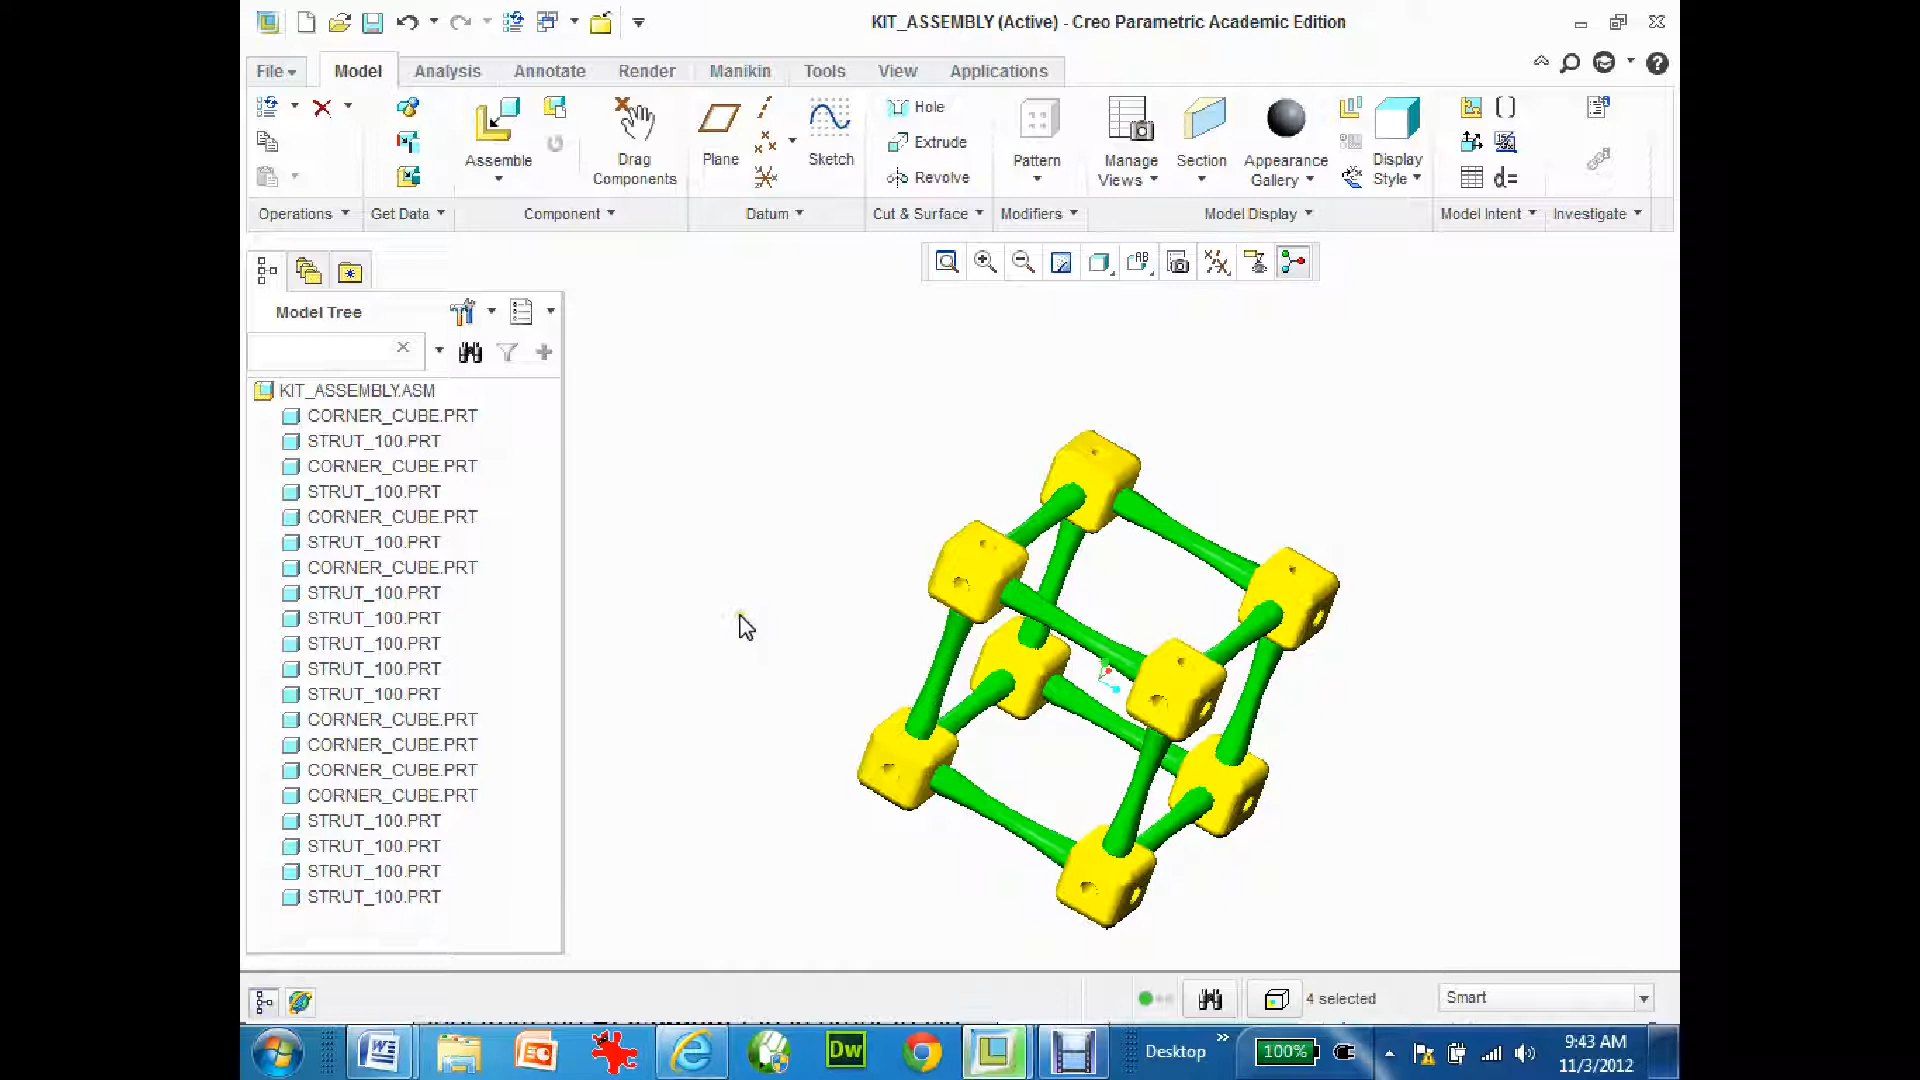 KIT_ASSEMBLY (Active) - Creo Parametric Academic Edition
File
Model
Analysis
Annotate
Render
Manikin
Tools
View
Applications
Assemble
Drag
Components
Plane
Sketch
Hole
Extrude
Revolve
Pattern
Manage
Views
Section
Appearance
Gallery
Display
Style
d=
Operations
Get Data
Component
Datum
Cut & Surface
Modifiers
Model Display
Model Intent
Investigate
Model Tree
KIT_ASSEMBLY.ASM
CORNER_CUBE.PRT
STRUT_100.PRT
CORNER_CUBE.PRT
STRUT_100.PRT
CORNER_CUBE.PRT
STRUT_100.PRT
CORNER_CUBE.PRT
STRUT_100.PRT
STRUT_100.PRT
STRUT_100.PRT
STRUT_100.PRT
STRUT_100.PRT
CORNER_CUBE.PRT
CORNER_CUBE.PRT
CORNER_CUBE.PRT
CORNER_CUBE.PRT
STRUT_100.PRT
STRUT_100.PRT
STRUT_100.PRT
STRUT_100.PRT
4 selected
Smart
Dw
Desktop
100%
9:43 AM
11/3/2012